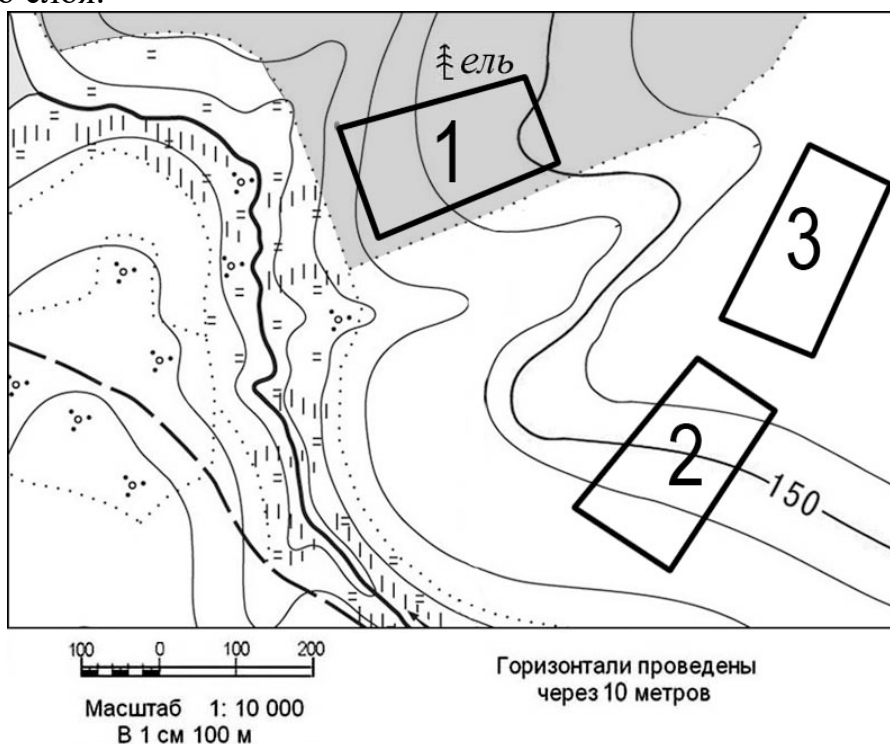 о слоя.
ель
1
3
2
150
100 0 100 200
Масштаб 1: 10 000
В 1 см 100 м
Горизонтали проведены
через 10 метров